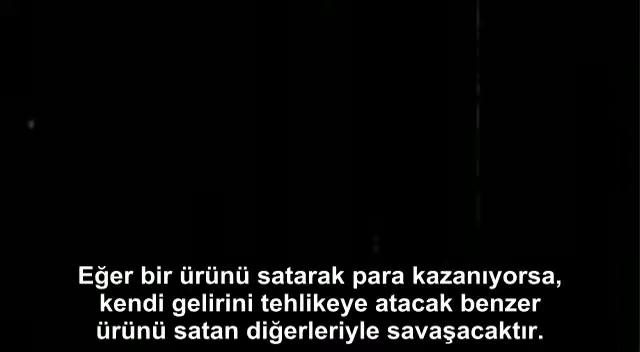 Eğer bir ürünü satarak para kazanıyorsa,
kendi gelirini tehlikeye atacak benzer
ürünü satan diğerleriyle savaşacaktır.